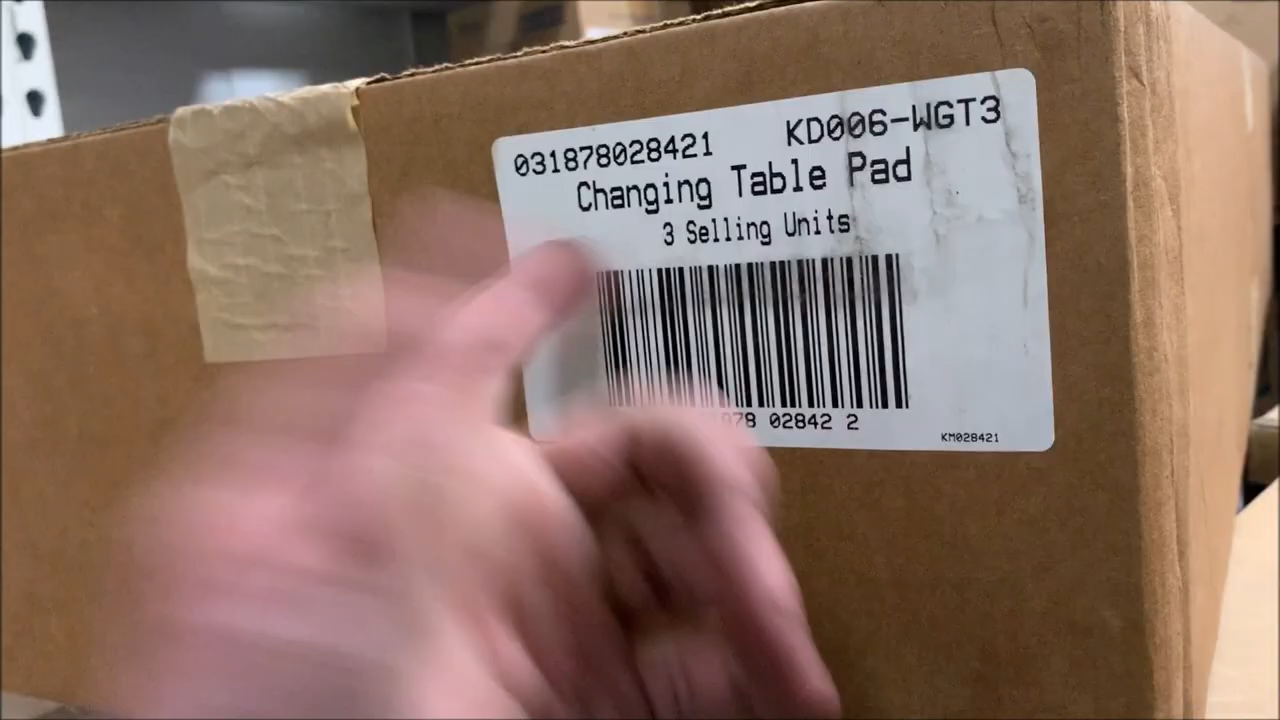 031878028421 KD006-WGT3
Changing Table Pad
3 Selling Units
02842 2
KM028421